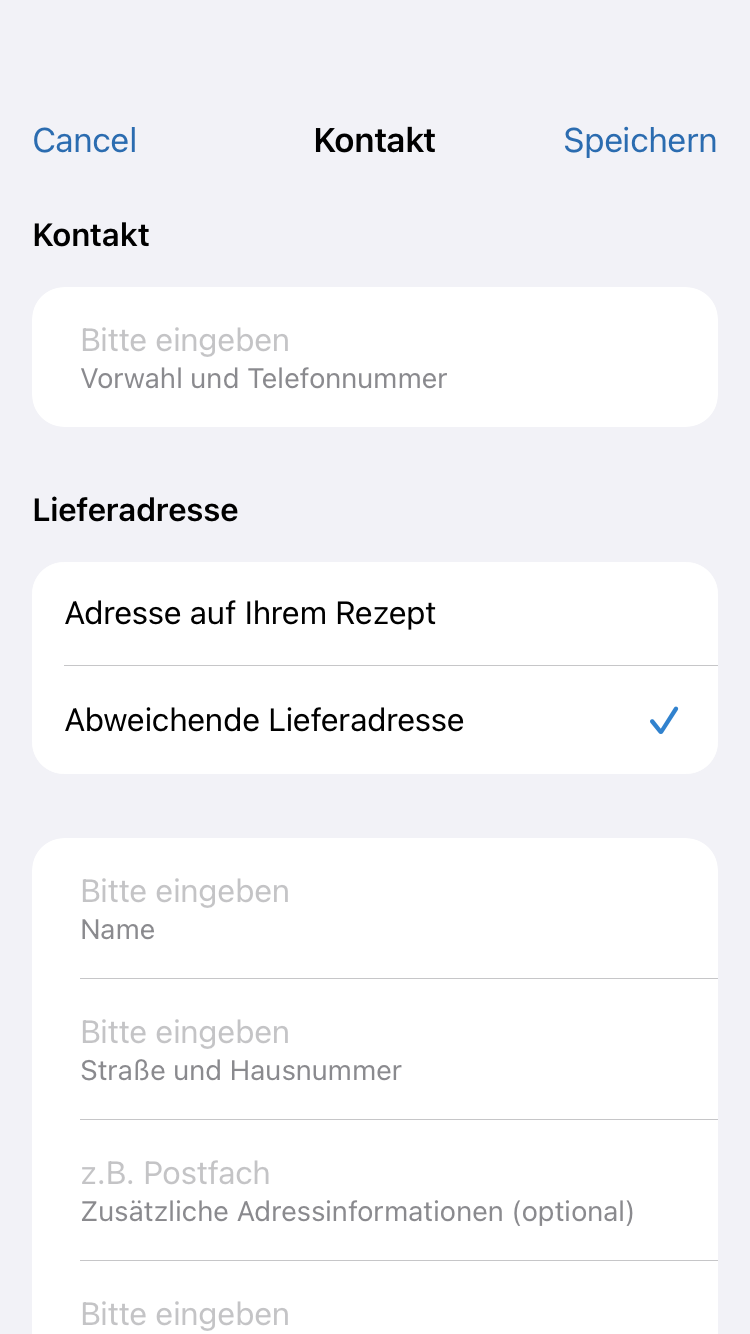 Cancel Kontakt Speichern
Kontakt
Bitte eingeben
Vorwahl und Telefonnummer
Lieferadresse
Adresse auf Ihrem Rezept
Abweichende Lieferadresse
Bitte eingeben
Name
Bitte eingeben
Straße und Hausnummer
z.B. Postfach
Zusätzliche Adressinformationen (optional)
Bitte eingeben